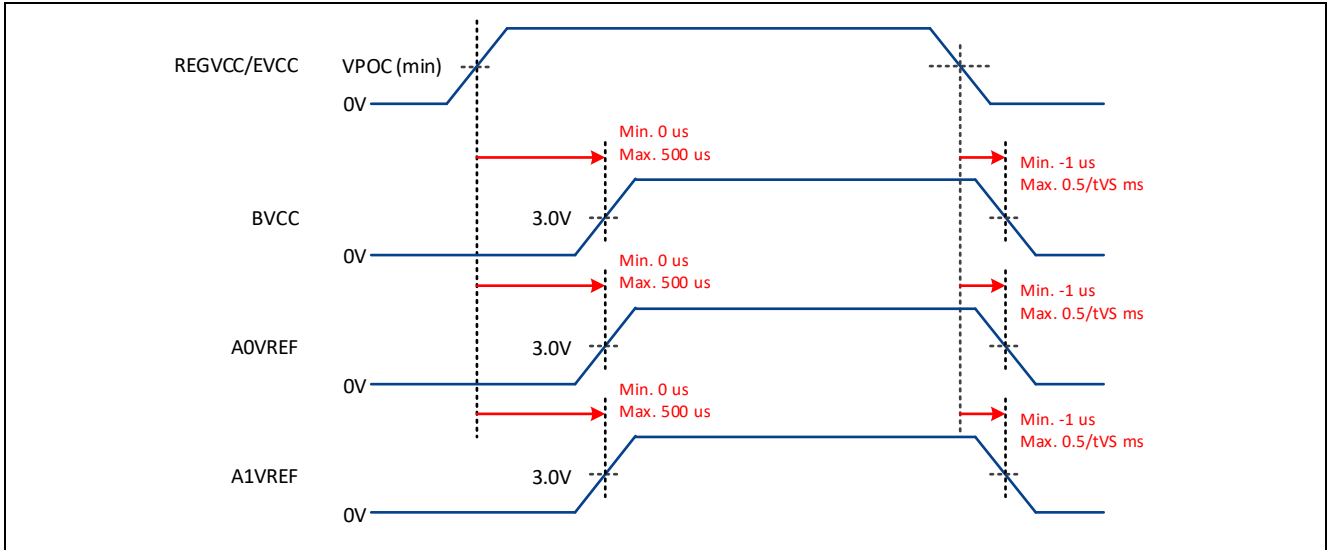 REGVCC/EVCC VPOC (min)
0V
Min. 0 us
Max. 500 us
Min. -1 us
Max. 0.5/tVS ms
BVCC 3.0V
0V
Min. 0 us
Max. 500 us
Min. -1 us
Max. 0.5/tVS ms
A0VREF 3.0V
0V
Min. 0 us
Max. 500 us
Min. -1 us
Max. 0.5/tVS ms
A1VREF 3.0V
0V